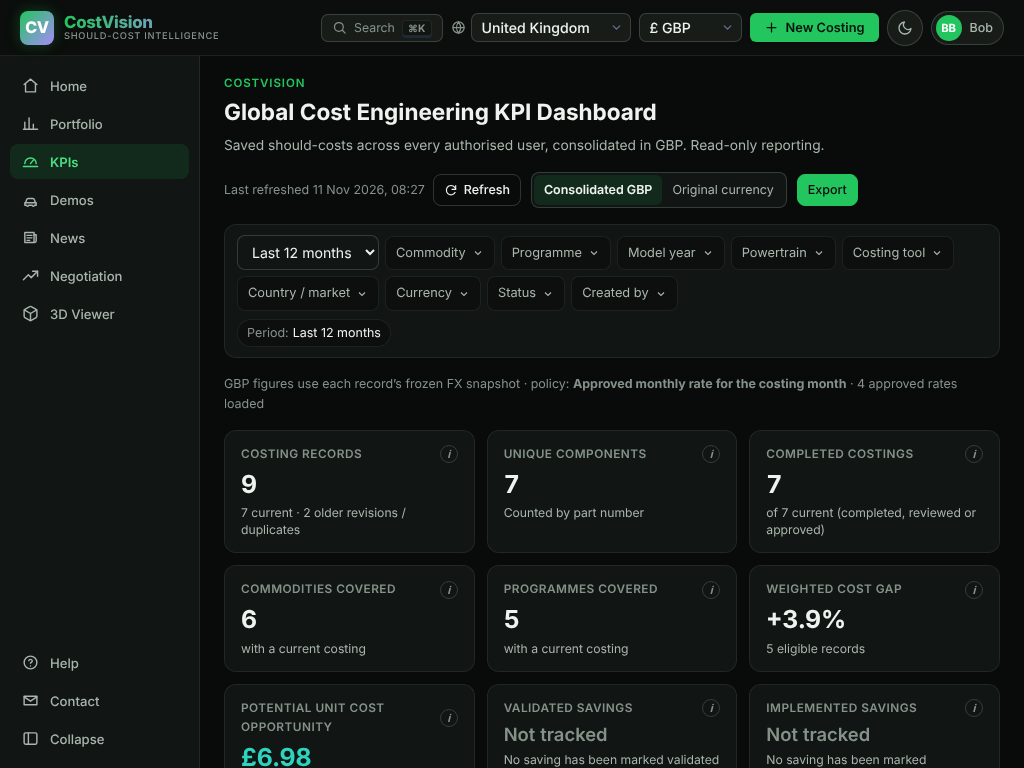 CV
CostVision
SHOULD-COST INTELLIGENCE
Search ⌘K
United Kingdom
£ GBP
+ New Costing
BB
Bob
Home
Portfolio
KPIs
Demos
News
Negotiation
3D Viewer
Help
Contact
Collapse
COSTVISION
Global Cost Engineering KPI Dashboard
Saved should-costs across every authorised user, consolidated in GBP. Read-only reporting.
Last refreshed 11 Nov 2026, 08:27
Refresh
Consolidated GBP
Original currency
Export
Last 12 months
Commodity
Programme
Model year
Powertrain
Costing tool
Country / market
Currency
Status
Created by
Period: Last 12 months
GBP figures use each record’s frozen FX snapshot · policy: Approved monthly rate for the costing month · 4 approved rates
loaded
COSTING RECORDS
i
9
7 current · 2 older revisions /
duplicates
UNIQUE COMPONENTS
i
7
Counted by part number
COMPLETED COSTINGS
i
7
of 7 current (completed, reviewed or
approved)
COMMODITIES COVERED
i
6
with a current costing
PROGRAMMES COVERED
i
5
with a current costing
WEIGHTED COST GAP
i
+3.9%
5 eligible records
POTENTIAL UNIT COST
OPPORTUNITY
i
£6.98
VALIDATED SAVINGS
i
Not tracked
No saving has been marked validated
IMPLEMENTED SAVINGS
i
Not tracked
No saving has been marked